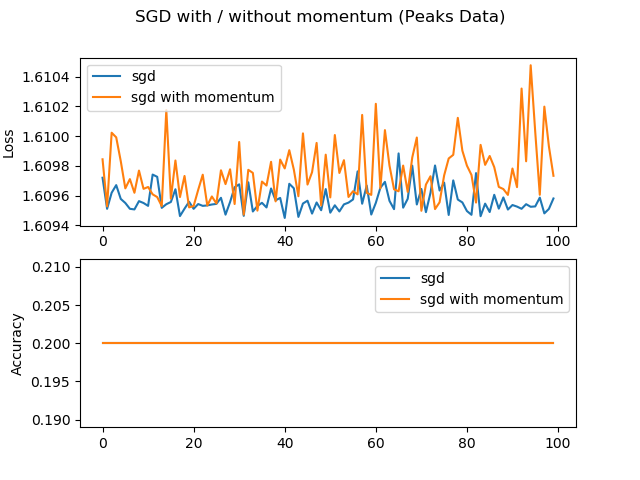 SGD with / without momentum (Peaks Data)
Loss
1.6104
1.6102
1.6100
1.6098
1.6096
1.6094
sgd
sgd with momentum
0 20 40 60 80 100
Accuracy
0.210
0.205
0.200
0.195
0.190
sgd
sgd with momentum
0 20 40 60 80 100